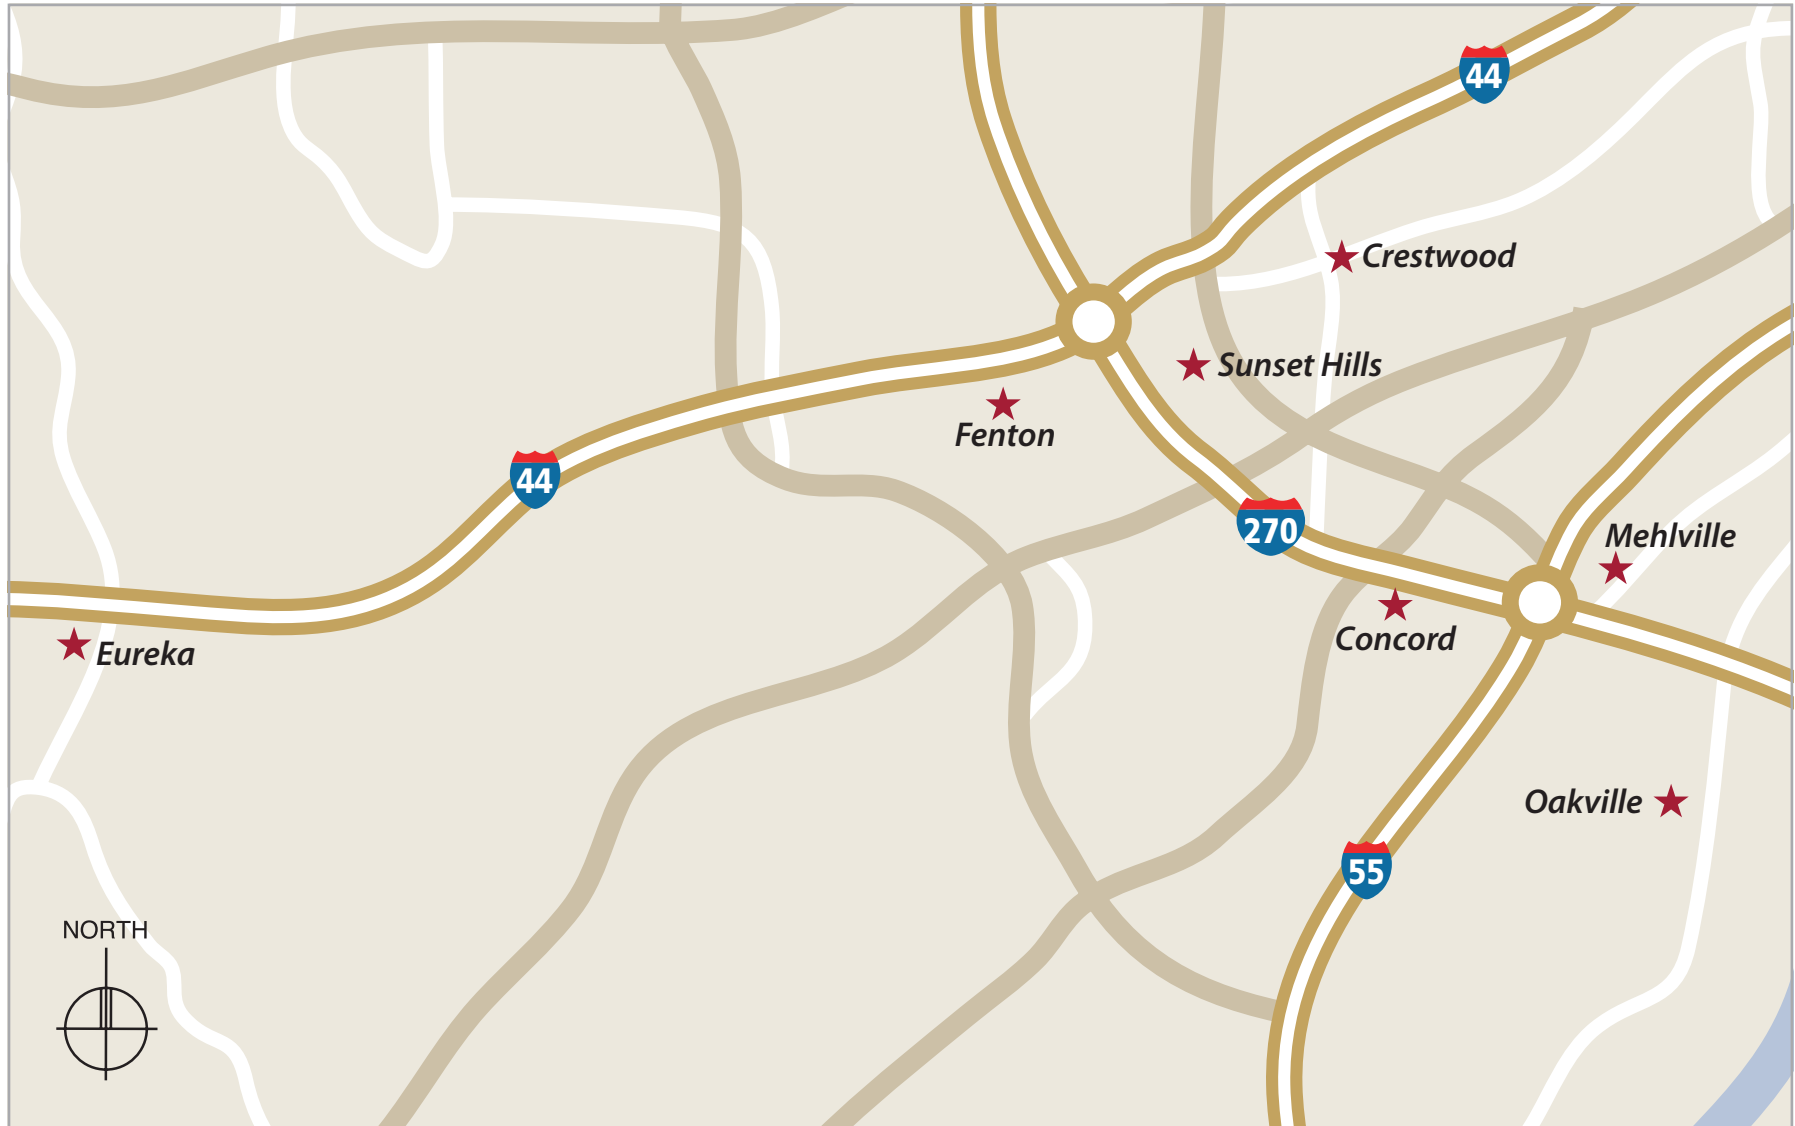 44
Crestwood
Sunset Hills
Fenton
44
270
Mehlville
Concord
Eureka
Oakville
55
NORTH